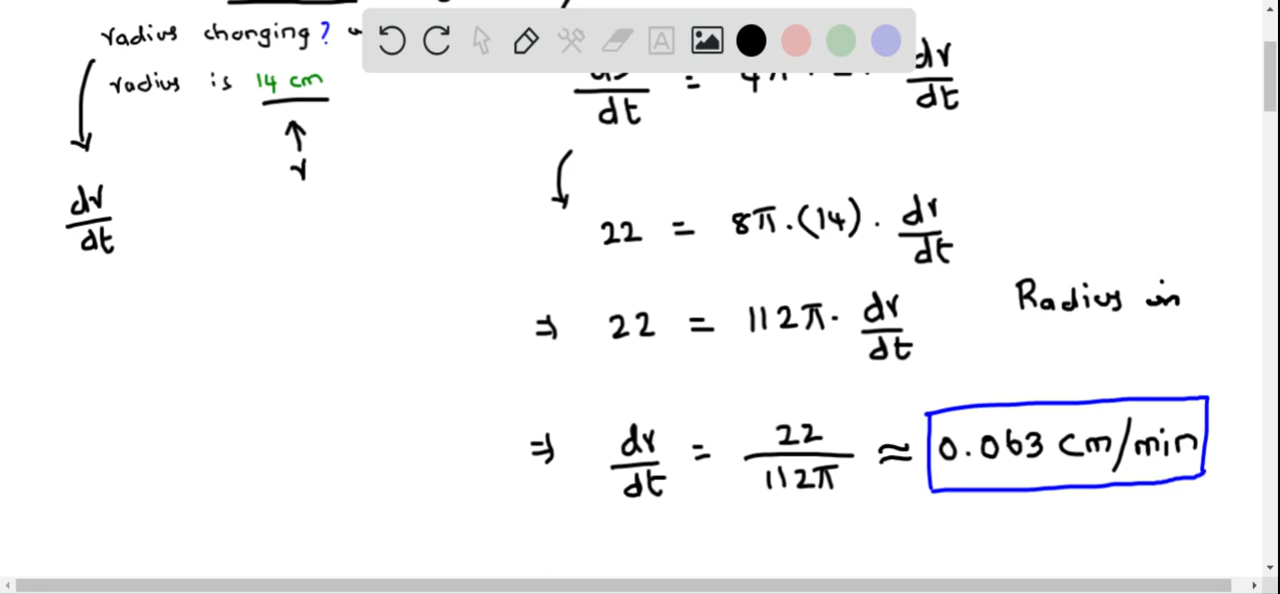 radius changing?
radius is 14 cm
r
dr/dt
dt = 4π · dr/dt
22 = 8π·(14)· dr/dt
⇒ 22 = 112π· dr/dt
Radius in
⇒ dr/dt = 22/112π ≈ 0.063 cm/min